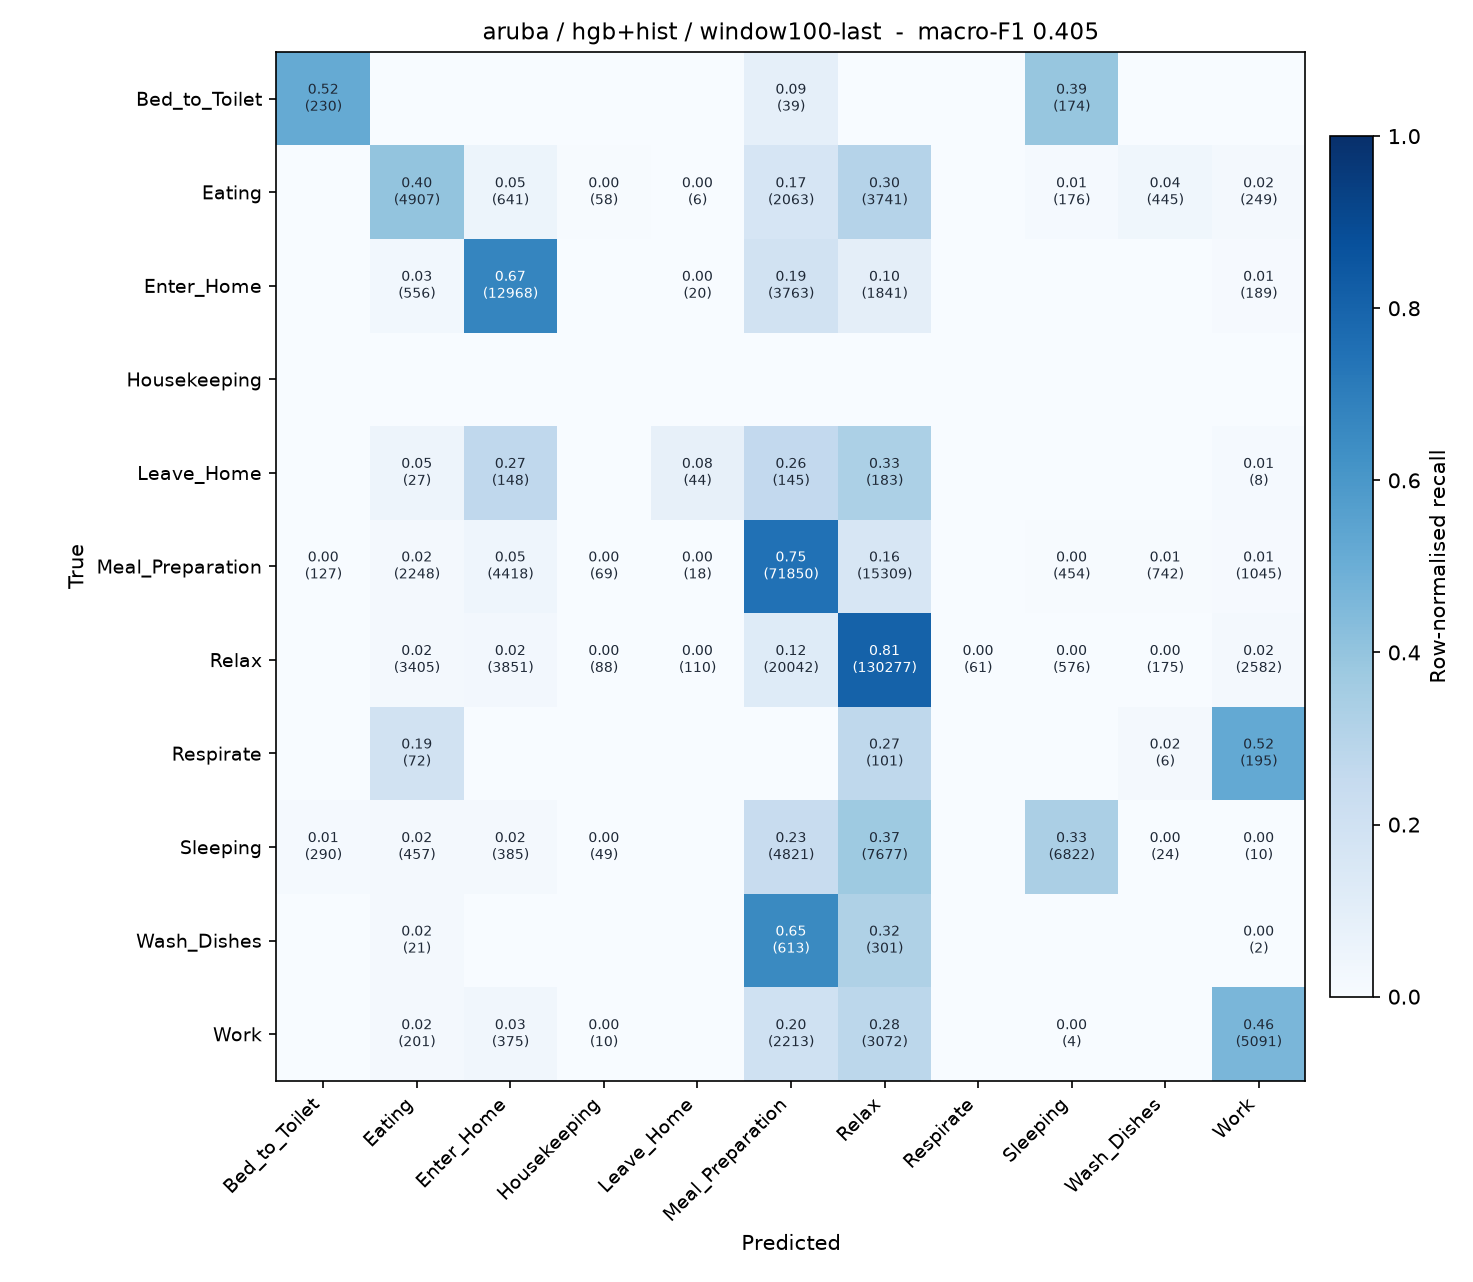 aruba / hgb+hist / window100-last - macro-F1 0.405
True
Bed_to_Toilet
0.52 0.09 0.39
(230) (39) (174)
Eating
0.40 0.05 0.00 0.00 0.17 0.30 0.01 0.04 0.02
(4907) (641) (58) (6) (2063) (3741) (176) (445) (249)
Enter_Home
0.03 0.67 0.00 0.19 0.10 0.01
(556) (12968) (20) (3763) (1841) (189)
Housekeeping
Leave_Home
0.05 0.27 0.08 0.26 0.33 0.01
(27) (148) (44) (145) (183) (8)
Meal_Preparation
0.00 0.02 0.05 0.00 0.00 0.75 0.16 0.00 0.01 0.01
(127) (2248) (4418) (69) (18) (71850) (15309) (454) (742) (1045)
Relax
0.02 0.02 0.00 0.00 0.12 0.81 0.00 0.00 0.00 0.02
(3405) (3851) (88) (110) (20042) (130277) (61) (576) (175) (2582)
Respirate
0.19 0.27 0.02 0.52
(72) (101) (6) (195)
Sleeping
0.01 0.02 0.02 0.00 0.23 0.37 0.33 0.00 0.00
(290) (457) (385) (49) (4821) (7677) (6822) (24) (10)
Wash_Dishes
0.02 0.65 0.32 0.00
(21) (613) (301) (2)
Work
0.02 0.03 0.00 0.20 0.28 0.00 0.46
(201) (375) (10) (2213) (3072) (4) (5091)
Bed_to_Toilet
Eating
Enter_Home
Housekeeping
Leave_Home
Meal_Preparation
Relax
Respirate
Sleeping
Wash_Dishes
Work
Predicted
1.0
0.8
0.6
0.4
0.2
0.0
Row-normalised recall